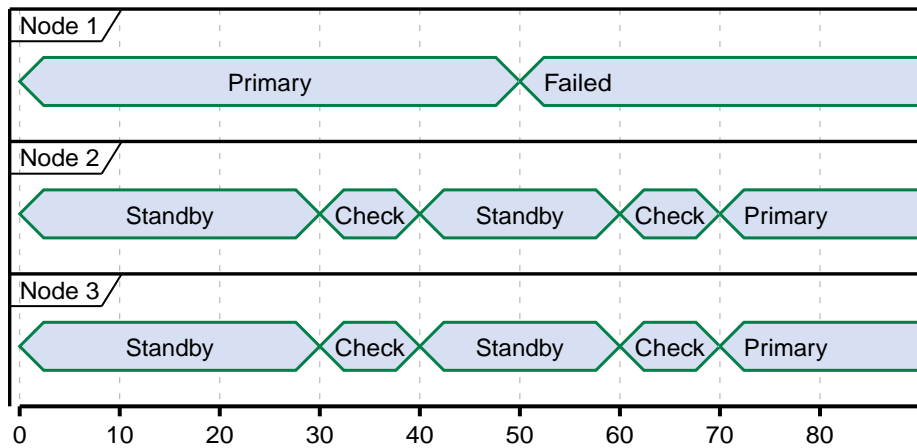 Node 1
Primary Failed
Node 2
Standby Check Standby Check Primary
Node 3
Standby Check Standby Check Primary
0 10 20 30 40 50 60 70 80